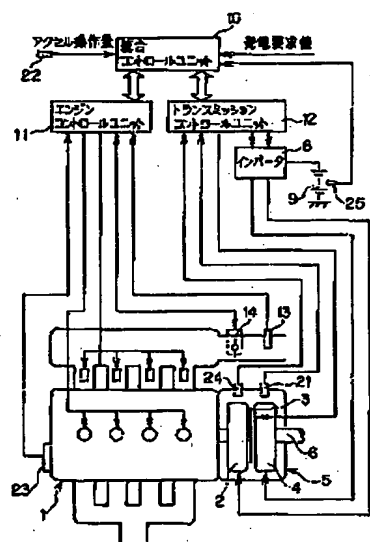 10
アクセル操作量
統合
コントロールユニット
発電要求値
22
エンジン
コントロールユニット
トランスミッション
コントロールユニット
11
12
8
インバータ
9
25
14
13
24
21
3
6
23
1
2
4
5